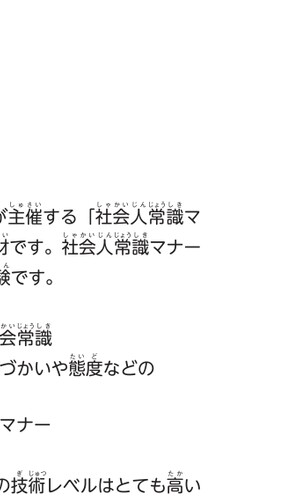 が主催する「社会人常識マ
材です。社会人常識マナー
験です。
会常識
づかいや態度などの
マナー
の技術レベルはとても高い